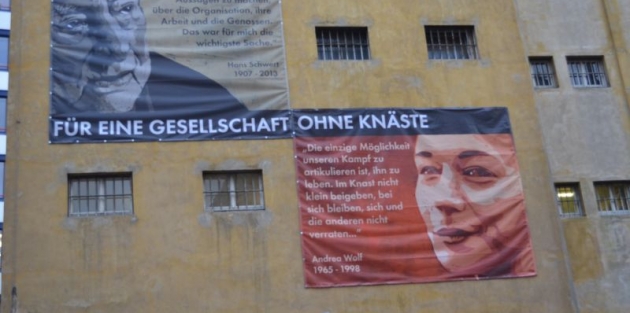 Aussagen zu machen,
über die Organisation, ihre
Arbeit und die Genossen.
Das war für mich die
wichtigste Sache."
Hans Schwert
1907 - 2013
FÜR EINE GESELLSCHAFT OHNE KNÄSTE
„Die einzige Möglichkeit
unseren Kampf zu
artikulieren ist, ihn zu
leben. Im Knast nicht
klein beigeben, bei
sich bleiben, sich und
die anderen nicht
verraten..."
Andrea Wolf
1965 - 1998